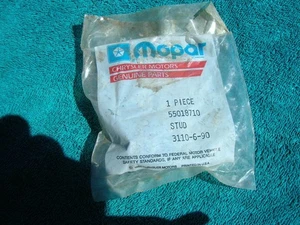 mopar
CHRYSLER MOTORS
GENUINE PARTS
1 PIECE
55018710
STUD
3110-6-90
CONTENTS CONFORM TO FEDERAL MOTOR VEHICLE
SAFETY STANDARDS, IF ANY ARE APPLICABLE